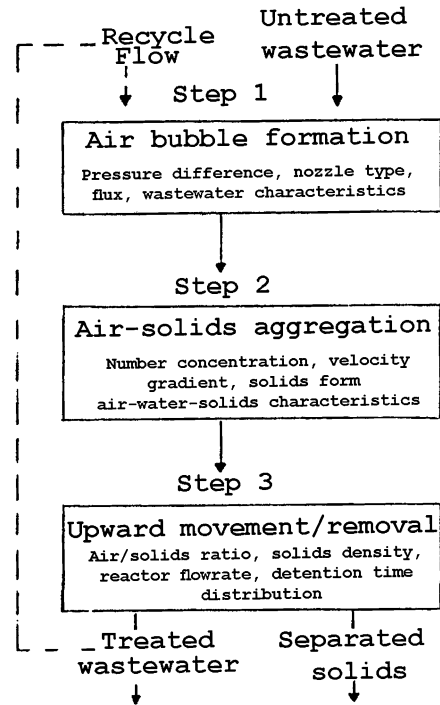 Recycle
Flow
Untreated
wastewater
Step 1
Air bubble formation
Pressure difference, nozzle type,
flux, wastewater characteristics
Step 2
Air-solids aggregation
Number concentration, velocity
gradient, solids form
air-water-solids characteristics
Step 3
Upward movement/removal
Air/solids ratio, solids density,
reactor flowrate, detention time
distribution
Treated
wastewater
Separated
solids